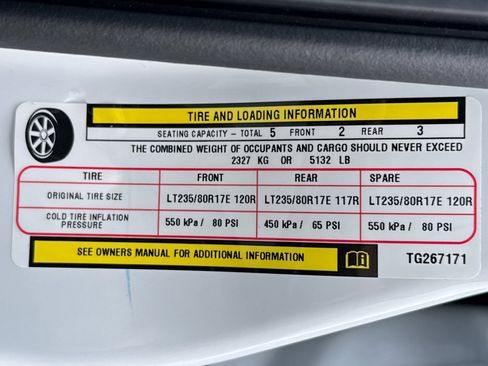 TIRE AND LOADING INFORMATION
SEATING CAPACITY - TOTAL 5 FRONT 2 REAR 3
THE COMBINED WEIGHT OF OCCUPANTS AND CARGO SHOULD NEVER EXCEED
2327 KG OR 5132 LB
TIRE FRONT REAR SPARE
ORIGINAL TIRE SIZE LT235/80R17E 120R LT235/80R17E 117R LT235/80R17E 120R
COLD TIRE INFLATION PRESSURE 550 kPa / 80 PSI 450 kPa / 65 PSI 550 kPa / 80 PSI
SEE OWNERS MANUAL FOR ADDITIONAL INFORMATION TG267171